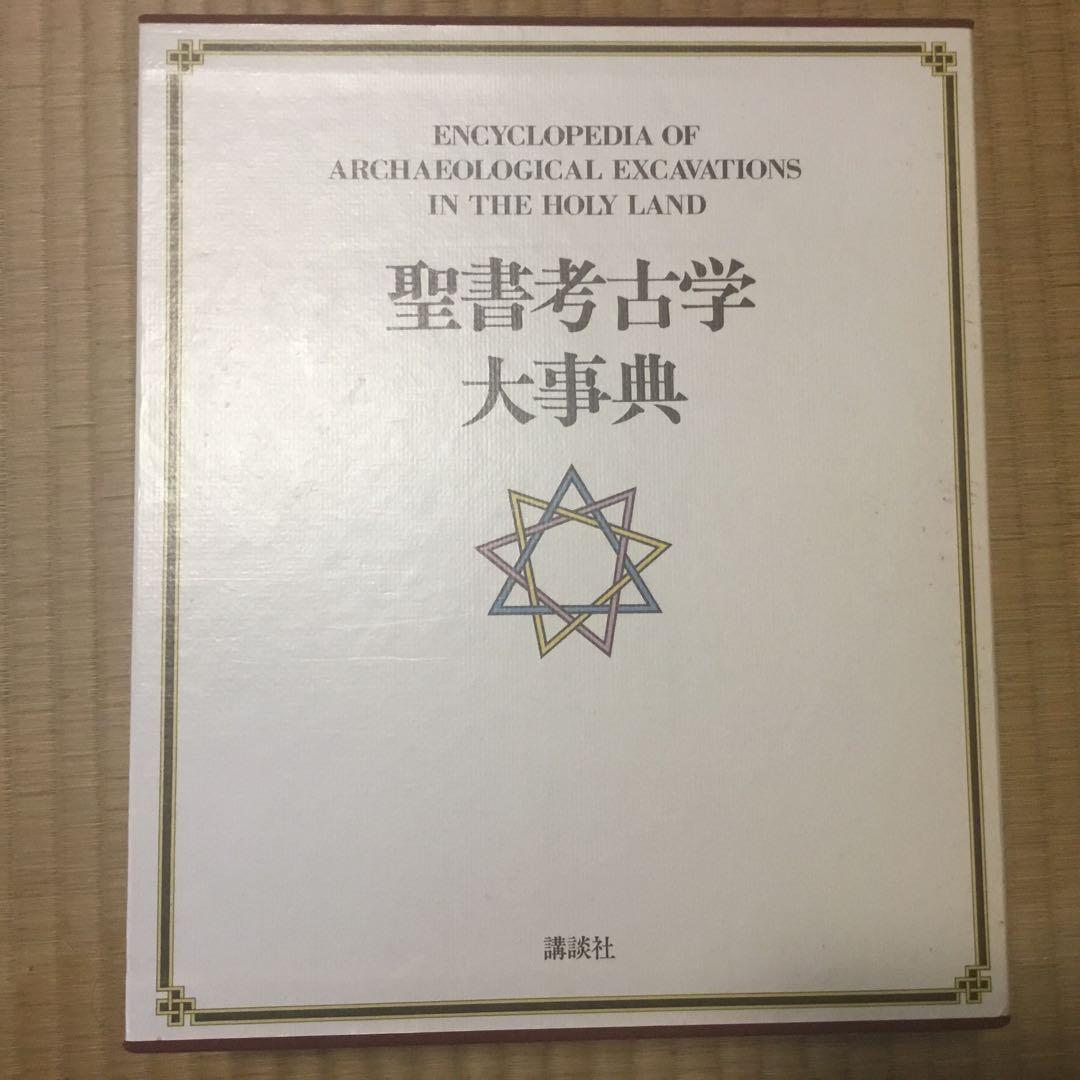 ENCYCLOPEDIA OF
ARCHAEOLOGICAL EXCAVATIONS
IN THE HOLY LAND
聖書考古学
大事典
講談社